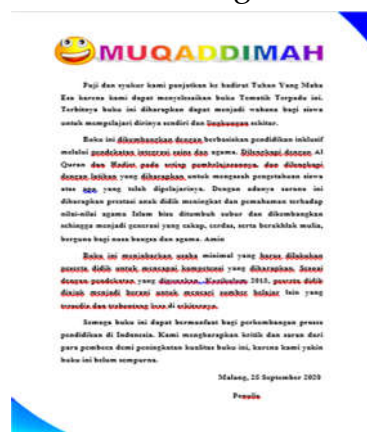 MUQADDIMAH
Puji dan syukur kami panjatkan ke hadirat Tuhan Yang Maha
Esa karena kami dapat menyelesaikan buku Tematik Terpadu ini.
Terbitnya buku ini diharapkan dapat menjadi wahana bagi siswa
untuk mempelajari dirinya sendiri dan lingkungan sekitar.
Buku ini dikembangkan dengan berbasiskan pendidikan inklusif
melalui pendekatan integrasi sains dan agama. Dilengkapi dengan Al
Quran dan Hadist pada setiap pembelajarannya, dan dilengkapi
dengan latihan yang diharapkan untuk mengasah pengetahuan siswa
atas apa yang telah dipelajarinya. Dengan adanya sarana ini
diharapkan prestasi anak didik meningkat dan pemahaman terhadap
nilai-nilai agama Islam bisa ditumbuh subur dan dikembangkan
sehingga menjadi generasi yang cakap, cerdas, serta berakhlak mulia,
berguna bagi nusa bangsa dan agama. Amin
Buku ini menjabarkan usaha minimal yang harus dilakukan
peserta didik untuk mencapai kompetensi yang diharapkan. Sesuai
dengan pendekatan yang digunakan, Kurikulum 2013, peserta didik
diajak menjadi berani untuk mencari sumber belajar lain yang
tersedia dan terbentang luas di sekitarnya.
Semoga buku ini dapat bermanfaat bagi perkembangan proses
pendidikan di Indonesia. Kami mengharapkan kritik dan saran dari
para pembaca demi peningkatan kualitas buku ini, karena kami yakin
buku ini belum sempurna.
Malang, 25 September 2020
Penulis